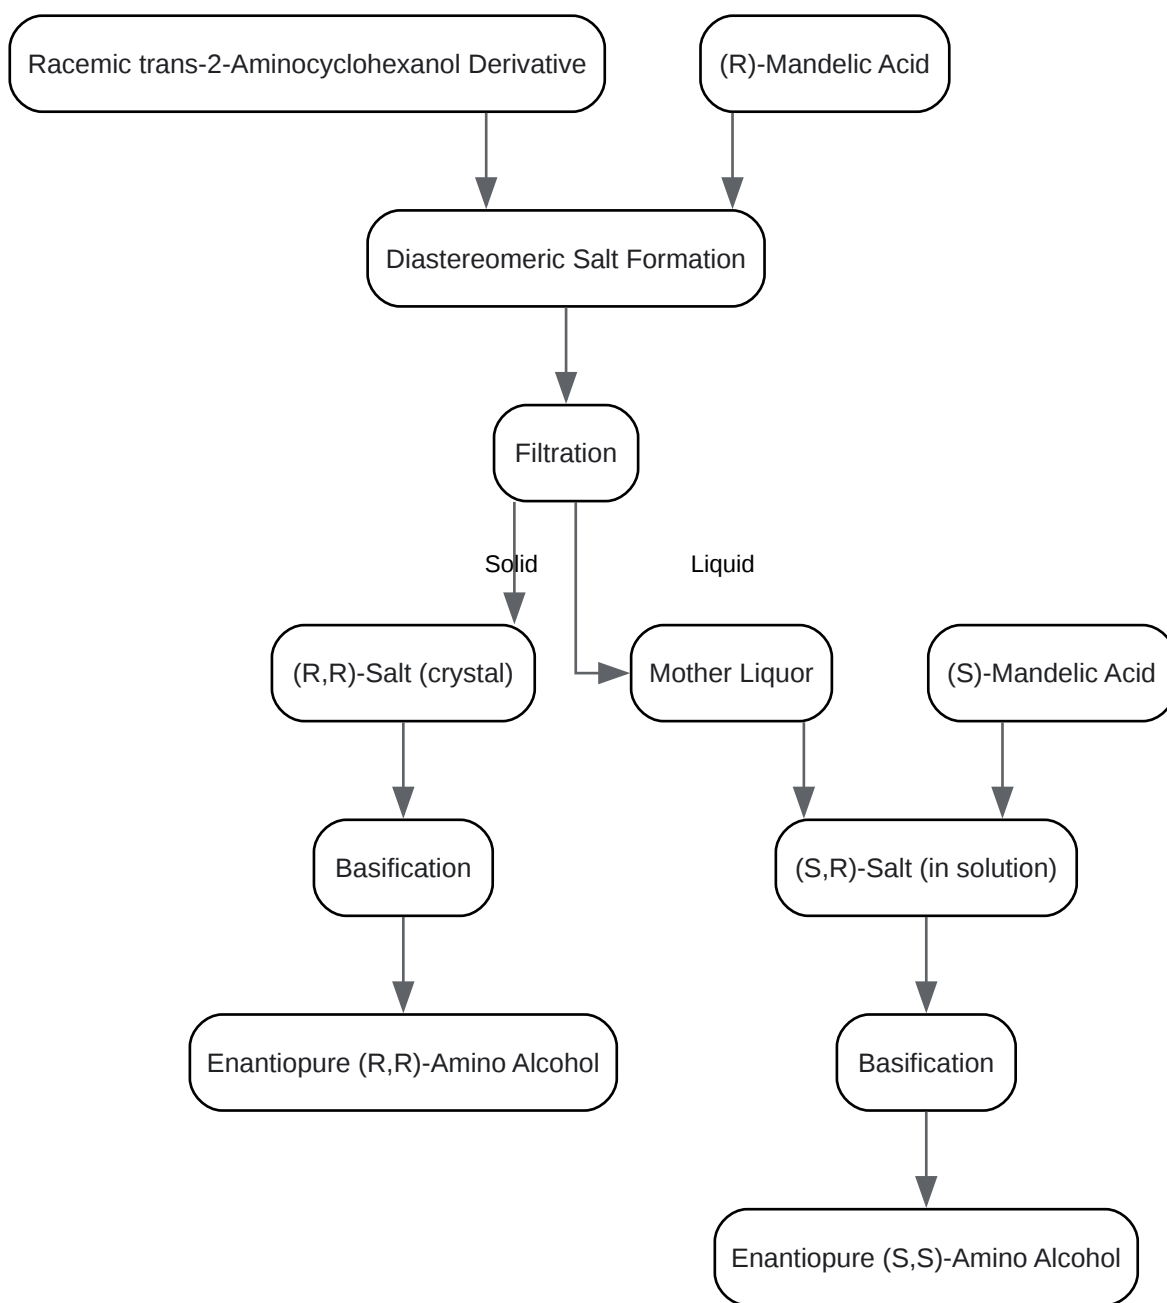 Racemic trans-2-Aminocyclohexanol Derivative
(R)-Mandelic Acid
Diastereomeric Salt Formation
Filtration
Solid
Liquid
(R,R)-Salt (crystal)
Mother Liquor
(S)-Mandelic Acid
Basification
(S,R)-Salt (in solution)
Enantiopure (R,R)-Amino Alcohol
Basification
Enantiopure (S,S)-Amino Alcohol